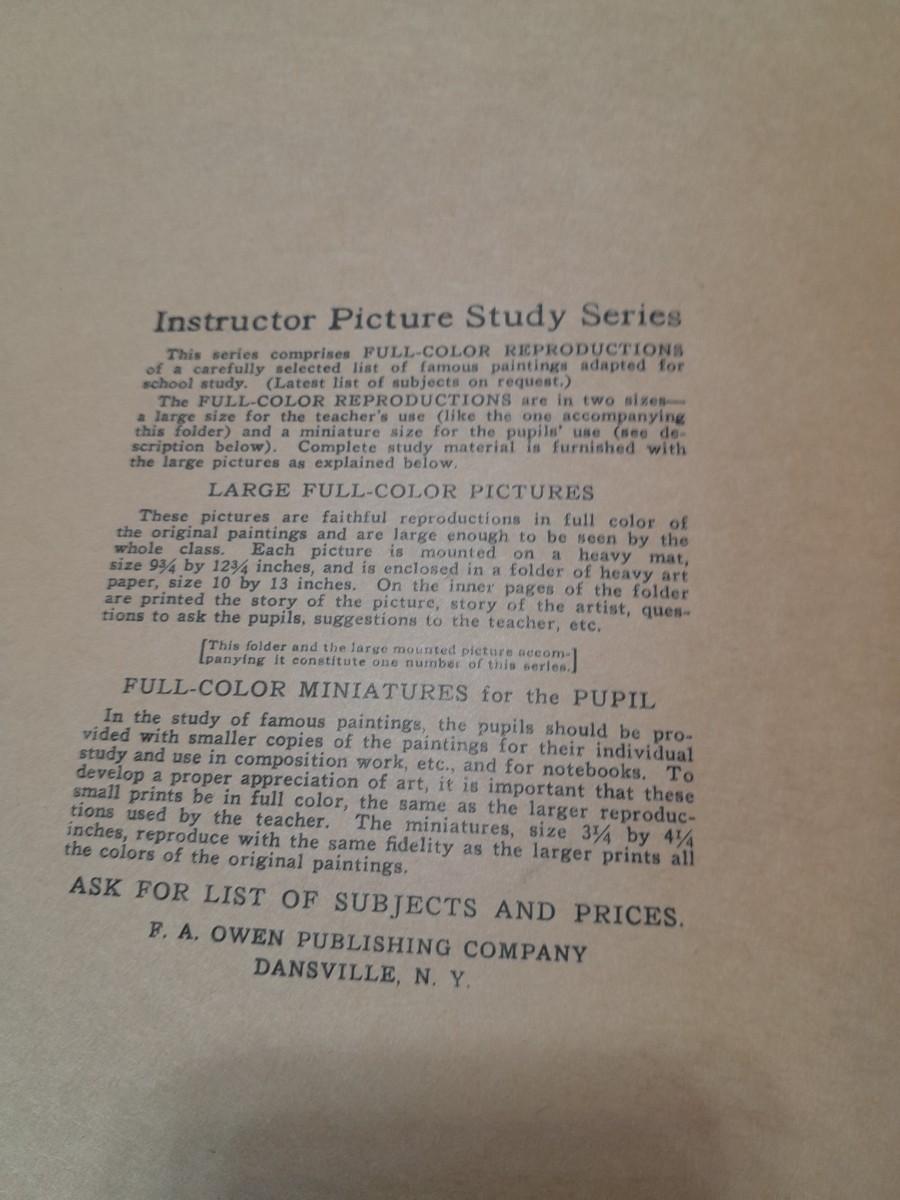 Instructor Picture Study Series
This series comprises FULL-COLOR REPRODUCTIONS
of a carefully selected list of famous paintings adapted for
school study. (Latest list of subjects on request.)
The FULL-COLOR REPRODUCTIONS are in two sizes—
a large size for the teacher's use (like the one accompanying
this folder) and a miniature size for the pupils' use (see de-
scription below). Complete study material is furnished with
the large pictures as explained below.
LARGE FULL-COLOR PICTURES
These pictures are faithful reproductions in full color of
the original paintings and are large enough to be seen by the
whole class. Each picture is mounted on a heavy mat,
size 9¾ by 12¾ inches, and is enclosed in a folder of heavy art
paper, size 10 by 13 inches. On the inner pages of the folder
are printed the story of the picture, story of the artist, ques-
tions to ask the pupils, suggestions to the teacher, etc.
[This folder and the large mounted picture accom-
panying it constitute one number of this series.]
FULL-COLOR MINIATURES for the PUPIL
In the study of famous paintings, the pupils should be pro-
vided with smaller copies of the paintings for their individual
study and use in composition work, etc., and for notebooks. To
develop a proper appreciation of art, it is important that these
small prints be in full color, the same as the larger reproduc-
tions used by the teacher. The miniatures, size 3¼ by 4¼
inches, reproduce with the same fidelity as the larger prints all
the colors of the original paintings.
ASK FOR LIST OF SUBJECTS AND PRICES.
F. A. OWEN PUBLISHING COMPANY
DANSVILLE, N. Y.